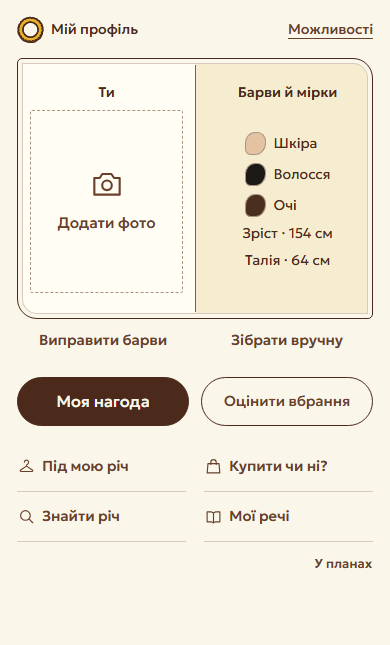 Мій профіль
Можливості
Ти
Додати фото
Барви й мірки
Шкіра
Волосся
Очі
Зріст · 154 см
Талія · 64 см
Виправити барви
Зібрати вручну
Моя нагода
Оцінити вбрання
Під мою річ
Купити чи ні?
Знайти річ
Мої речі
У планах